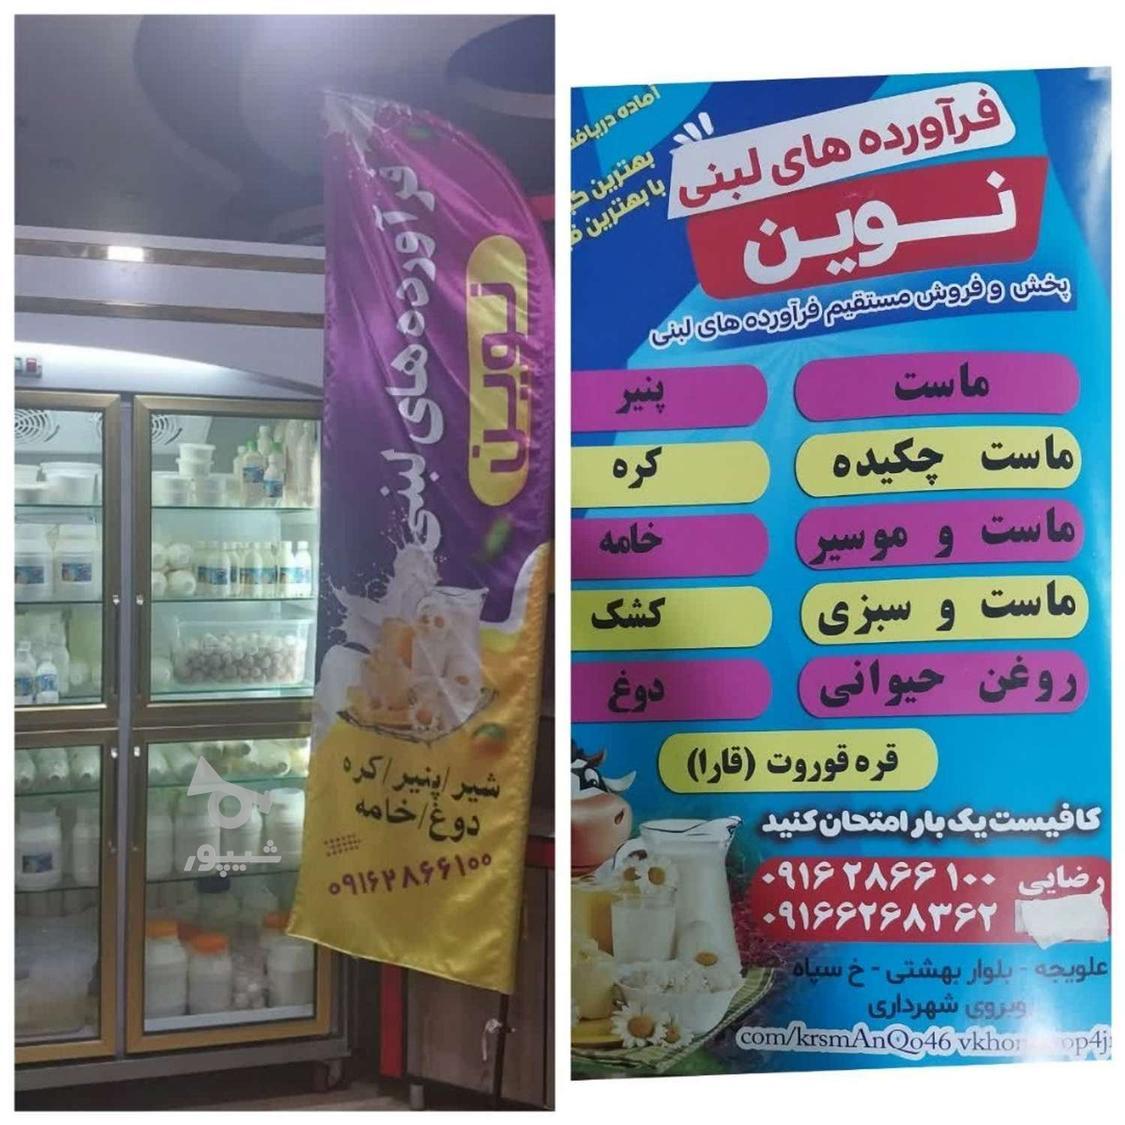 فرآورده های لبنی
نوین
شیر/پنیر/کره
دوغ/خامه
۰۹۱۶۲۸۶۶۱۰۰
شیپور
آماده دریافت
بهترین
با بهترین
فرآورده های لبنی
نوین
پخش و فروش مستقیم فرآورده های لبنی
ماست پنیر
ماست چکیده کره
ماست و موسیر خامه
ماست و سبزی کشک
روغن حیوانی دوغ
قره قوروت (قارا)
کافیست یک بار امتحان کنید
رضایی ۰۹۱۶ ۲۸۶۶ ۱۰۰
۰۹۱۶۶۲۶۸۳۶۲
علویجه - بلوار بهشتی - خ سپاه
روبروی شهرداری
com/krsmAnQo46